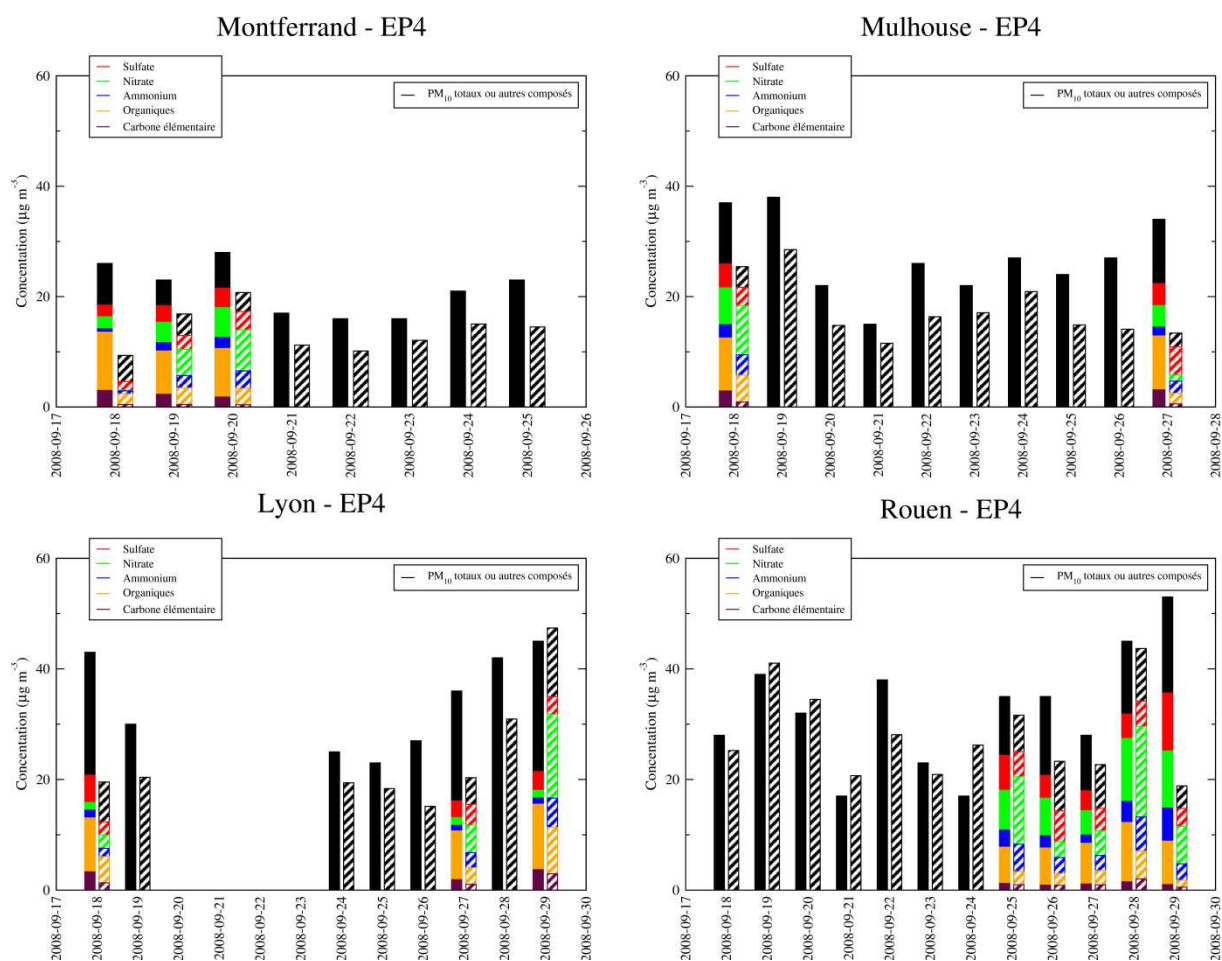 Montferrand - EP4
Sulfate
Nitrate
Ammonium
Organiques
Carbone élémentaire
PM₁₀ totaux ou autres composés
Concentation (µg m⁻³)
60
40
20
0
2008-09-17
2008-09-18
2008-09-19
2008-09-20
2008-09-21
2008-09-22
2008-09-23
2008-09-24
2008-09-25
2008-09-26
Mulhouse - EP4
Sulfate
Nitrate
Ammonium
Organiques
Carbone élémentaire
PM₁₀ totaux ou autres composés
Concentation (µg m⁻³)
60
40
20
0
2008-09-17
2008-09-18
2008-09-19
2008-09-20
2008-09-21
2008-09-22
2008-09-23
2008-09-24
2008-09-25
2008-09-26
2008-09-27
2008-09-28
Lyon - EP4
Sulfate
Nitrate
Ammonium
Organiques
Carbone élémentaire
PM₁₀ totaux ou autres composés
Concentation (µg m⁻³)
60
40
20
0
2008-09-17
2008-09-18
2008-09-19
2008-09-20
2008-09-21
2008-09-22
2008-09-23
2008-09-24
2008-09-25
2008-09-26
2008-09-27
2008-09-28
2008-09-29
2008-09-30
Rouen - EP4
Sulfate
Nitrate
Ammonium
Organiques
Carbone élémentaire
PM₁₀ totaux ou autres composés
Concentation (µg m⁻³)
60
40
20
0
2008-09-17
2008-09-18
2008-09-19
2008-09-20
2008-09-21
2008-09-22
2008-09-23
2008-09-24
2008-09-25
2008-09-26
2008-09-27
2008-09-28
2008-09-29
2008-09-30